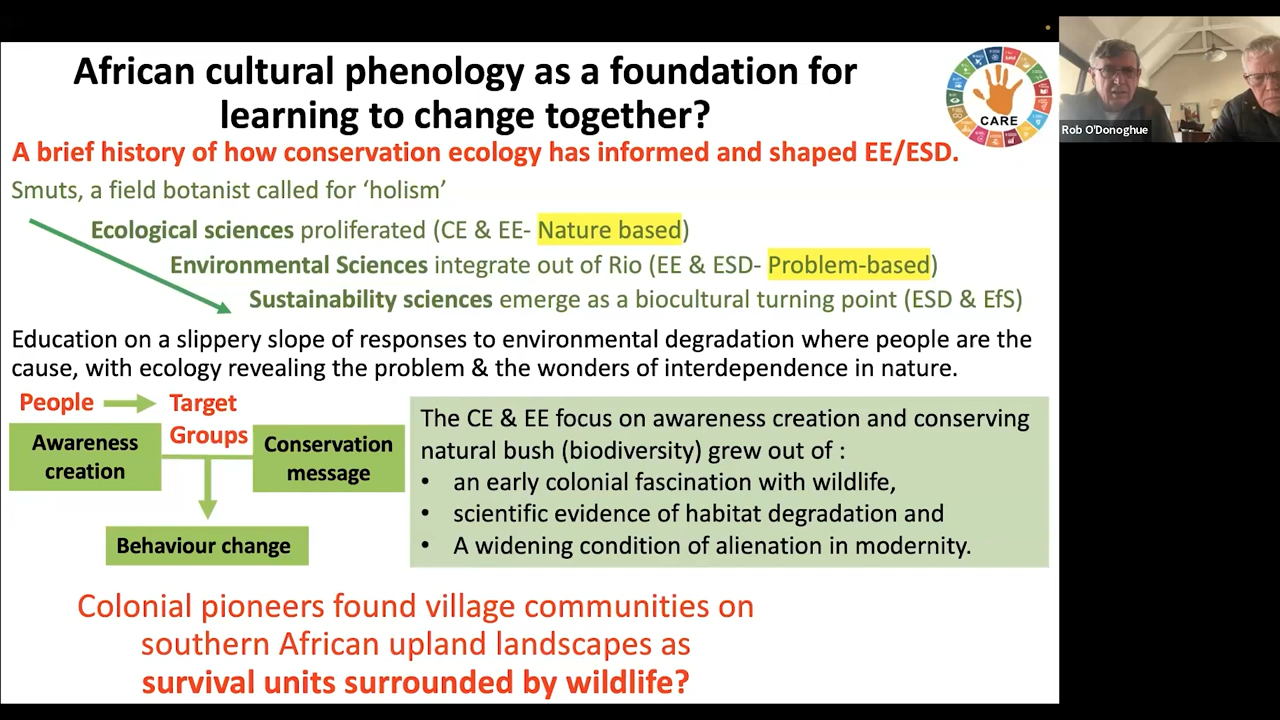 African cultural phenology as a foundation for
learning to change together?
CARE
Rob O'Donoghue
A brief history of how conservation ecology has informed and shaped EE/ESD.
Smuts, a field botanist called for ‘holism’
Ecological sciences proliferated (CE & EE- Nature based)
Environmental Sciences integrate out of Rio (EE & ESD- Problem-based)
Sustainability sciences emerge as a biocultural turning point (ESD & EfS)
Education on a slippery slope of responses to environmental degradation where people are the
cause, with ecology revealing the problem & the wonders of interdependence in nature.
People
Target
Groups
Awareness
creation
Conservation
message
Behaviour change
The CE & EE focus on awareness creation and conserving
natural bush (biodiversity) grew out of :
• an early colonial fascination with wildlife,
• scientific evidence of habitat degradation and
• A widening condition of alienation in modernity.
Colonial pioneers found village communities on
southern African upland landscapes as
survival units surrounded by wildlife?